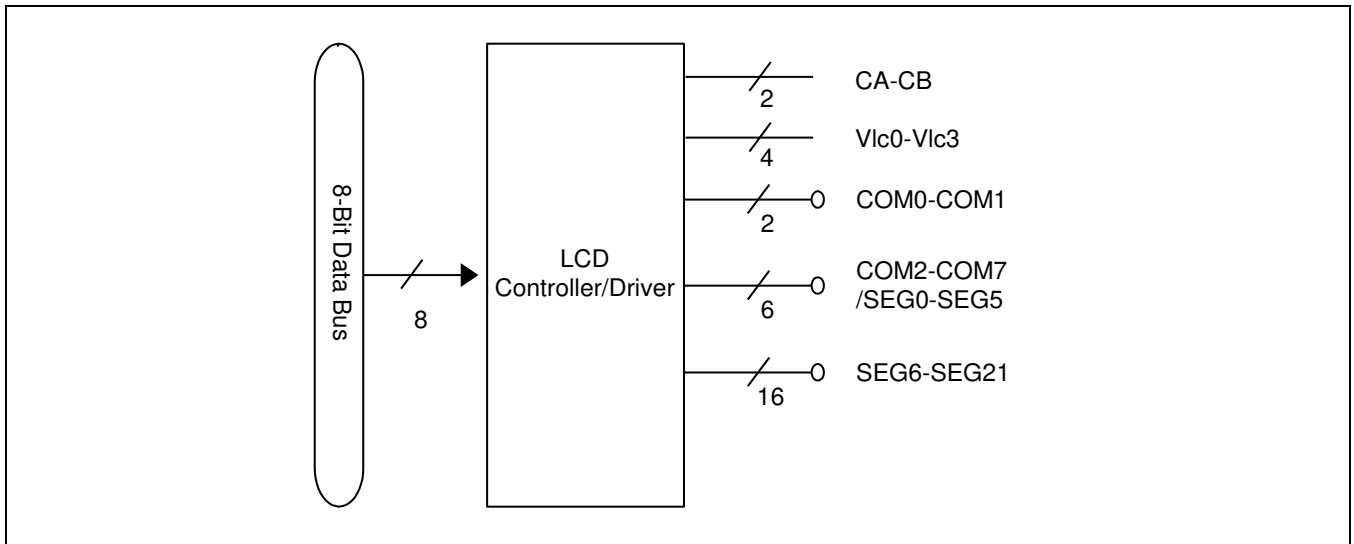 8-Bit Data Bus
8
LCD
Controller/Driver
2
CA-CB
4
Vlc0-Vlc3
2
COM0-COM1
6
COM2-COM7
/SEG0-SEG5
16
SEG6-SEG21